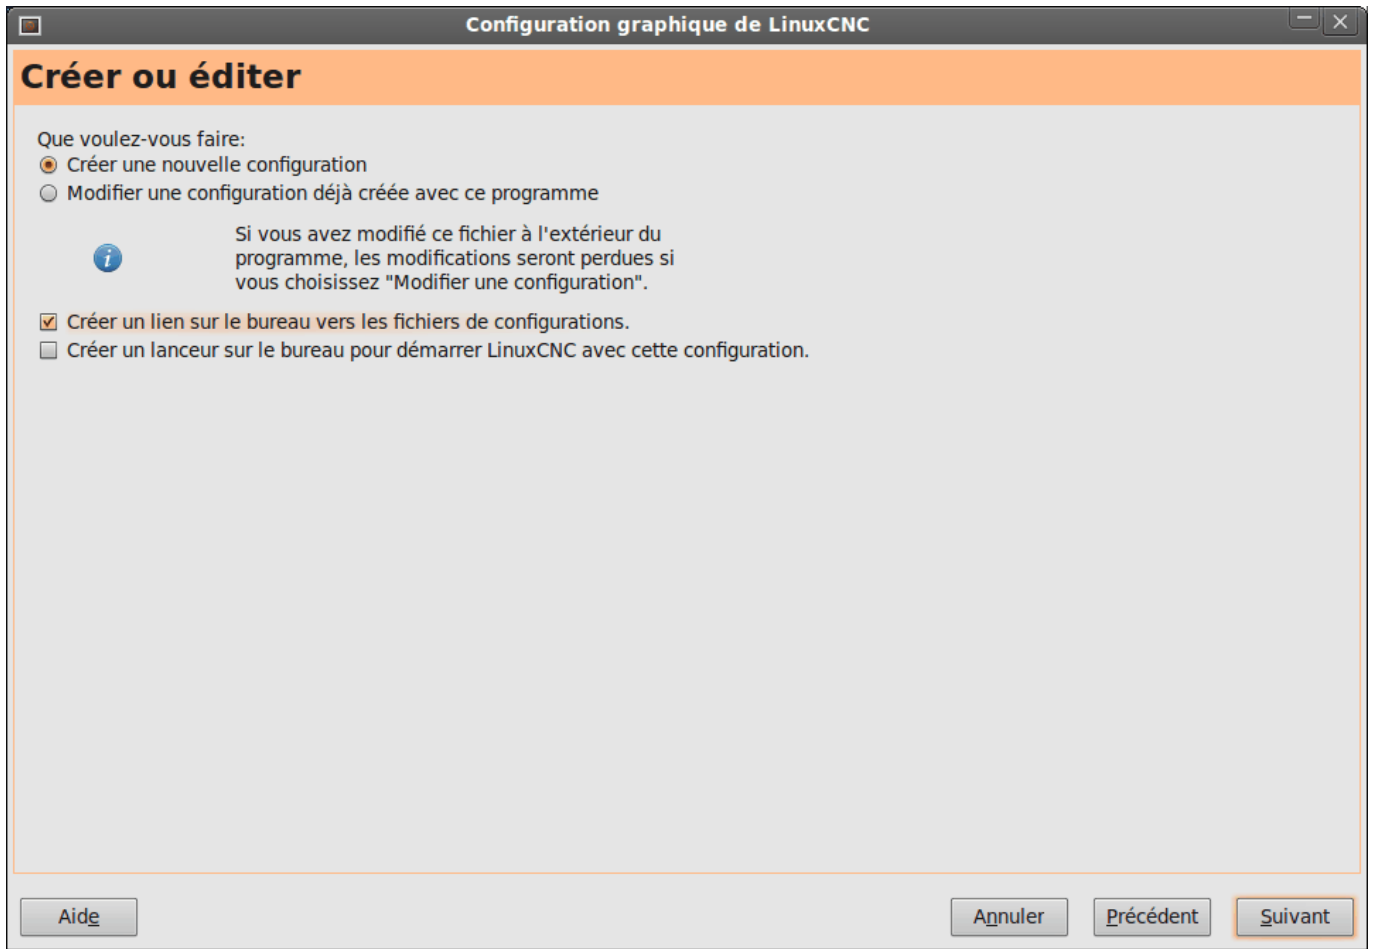 Configuration graphique de LinuxCNC
Créer ou éditer
Que voulez-vous faire:
Créer une nouvelle configuration
Modifier une configuration déjà créée avec ce programme
Si vous avez modifié ce fichier à l'extérieur du
programme, les modifications seront perdues si
vous choisissez "Modifier une configuration".
Créer un lien sur le bureau vers les fichiers de configurations.
Créer un lanceur sur le bureau pour démarrer LinuxCNC avec cette configuration.
Aide
Annuler
Précédent
Suivant